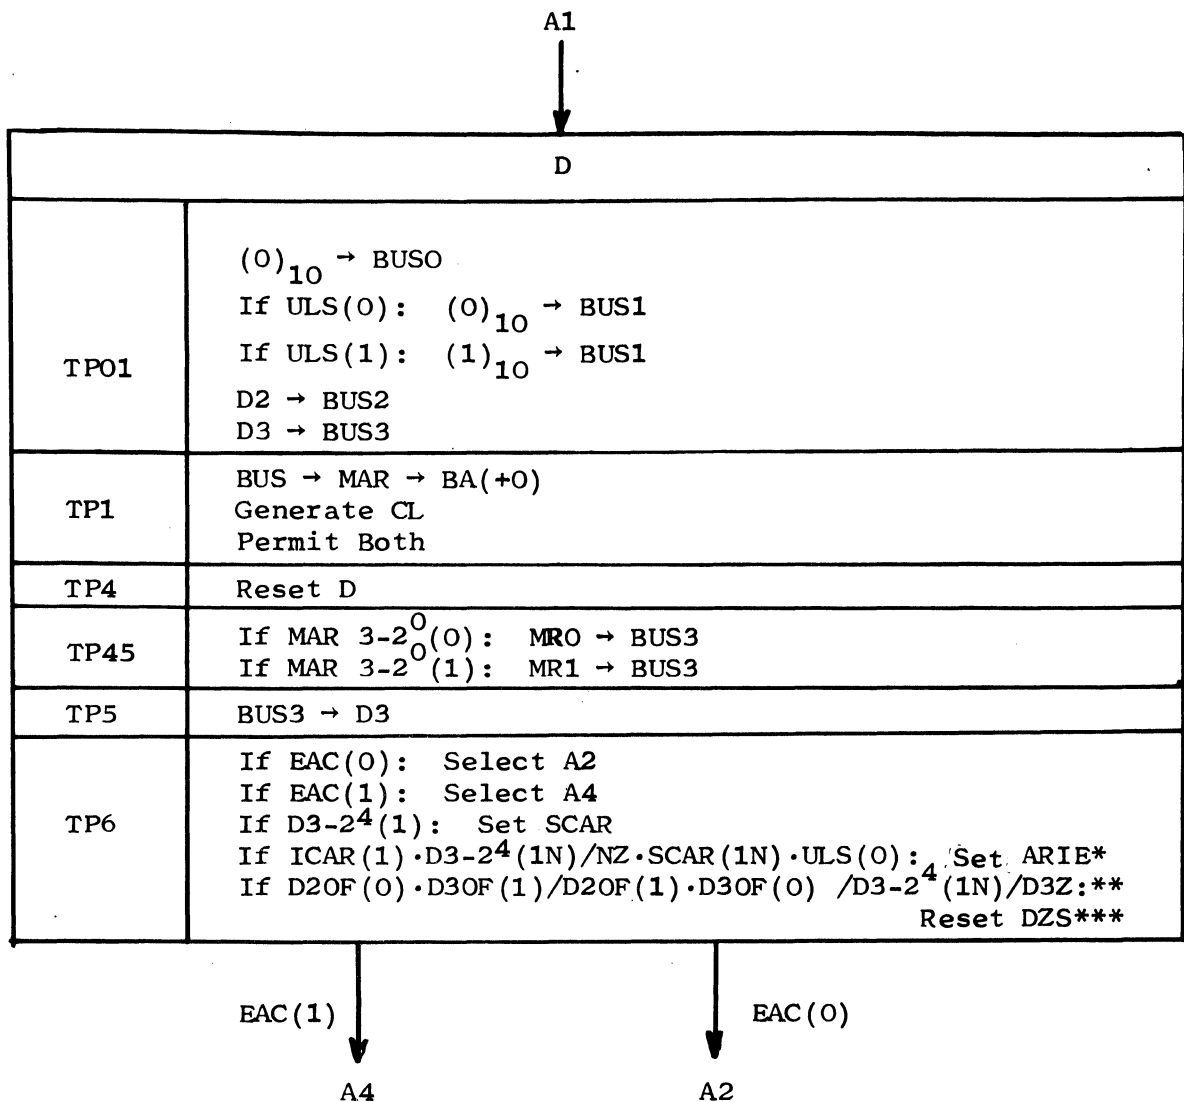 A1
D
TP01
(0)₁₀ → BUS0
If ULS(0): (0)₁₀ → BUS1
If ULS(1): (1)₁₀ → BUS1
D2 → BUS2
D3 → BUS3
TP1
BUS → MAR → BA(+0)
Generate CL
Permit Both
TP4
Reset D
TP45
If MAR 3-2⁰(0): MR0 → BUS3
If MAR 3-2⁰(1): MR1 → BUS3
TP5
BUS3 → D3
TP6
If EAC(0): Select A2
If EAC(1): Select A4
If D3-2⁴(1): Set SCAR
If ICAR(1)·D3-2⁴(1N)/NZ·SCAR(1N)·ULS(0): Set ARIE*
If D2OF(0)·D3OF(1)/D2OF(1)·D3OF(0) /D3-2⁴(1N)/D3Z:**
Reset DZS***
EAC(1)
EAC(0)
A4
A2